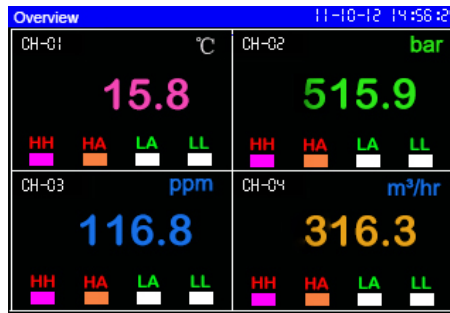 Overview 11-10-12 14:56:2
CH-01 ℃
15.8
HH HA LA LL
CH-02 bar
515.9
HH HA LA LL
CH-03 ppm
116.8
HH HA LA LL
CH-04 m³/hr
316.3
HH HA LA LL